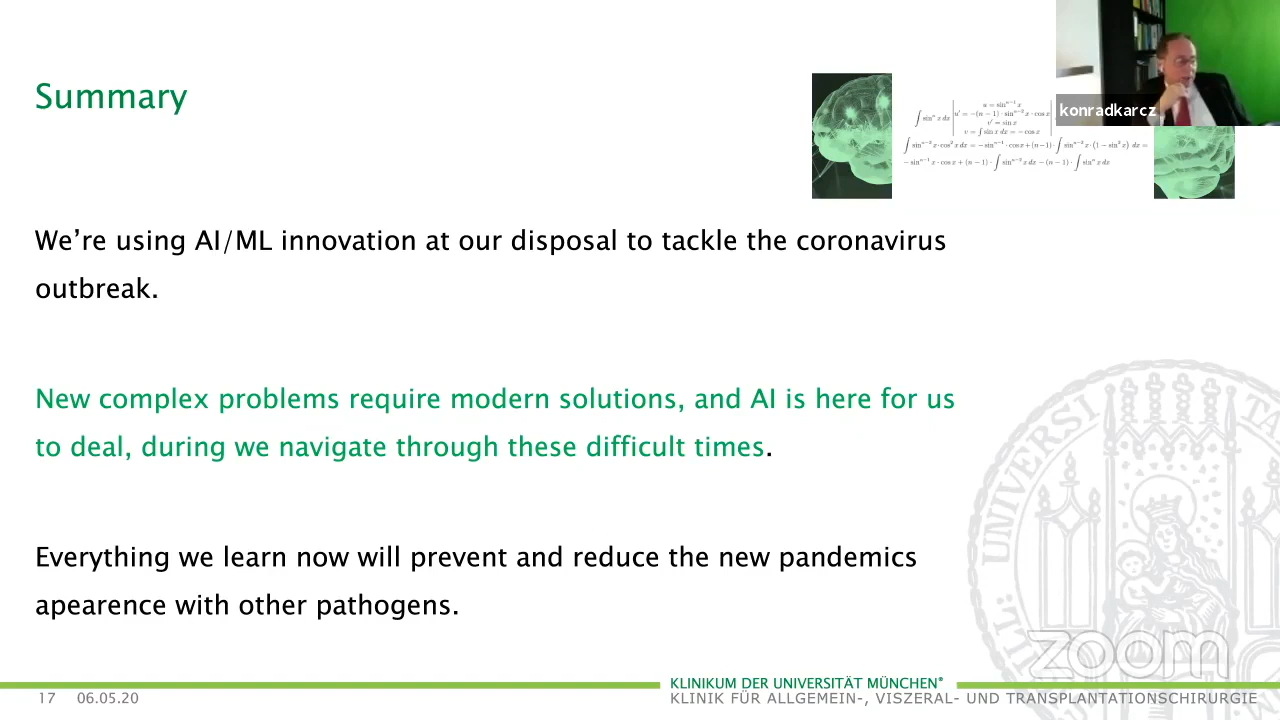 konradkarcz
Summary
We’re using AI/ML innovation at our disposal to tackle the coronavirus
outbreak.
New complex problems require modern solutions, and AI is here for us
to deal, during we navigate through these difficult times.
Everything we learn now will prevent and reduce the new pandemics
apearence with other pathogens.
zoom
KLINIKUM DER UNIVERSITÄT MÜNCHEN®
17 06.05.20
KLINIK FÜR ALLGEMEIN-, VISZERAL- UND TRANSPLANTATIONSCHIRURGIE